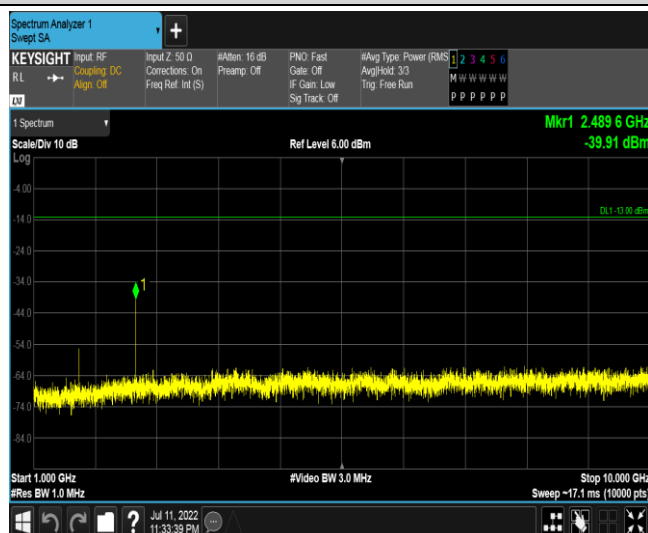 Spectrum Analyzer 1
Swept SA
+
KEYSIGHT
RL
LXI
Input: RF
Coupling: DC
Align: Off
Input Z: 50 Ω
Corrections: On
Freq Ref: Int (S)
#Atten: 16 dB
Preamp: Off
PNO: Fast
Gate: Off
IF Gain: Low
Sig Track: Off
#Avg Type: Power (RMS
Avg|Hold: 3/3
Trig: Free Run
1 2 3 4 5 6
M W W W W W
P P P P P P
1 Spectrum
Scale/Div 10 dB
Log
Ref Level 6.00 dBm
Mkr1 2.489 6 GHz
-39.91 dBm
DL1 -13.00 dBm
1
-4.00
-14.0
-24.0
-34.0
-44.0
-54.0
-64.0
-74.0
-84.0
Start 1.000 GHz
#Res BW 1.0 MHz
#Video BW 3.0 MHz
Stop 10.000 GHz
Sweep ~17.1 ms (10000 pts)
?
Jul 11, 2022
11:33:39 PM